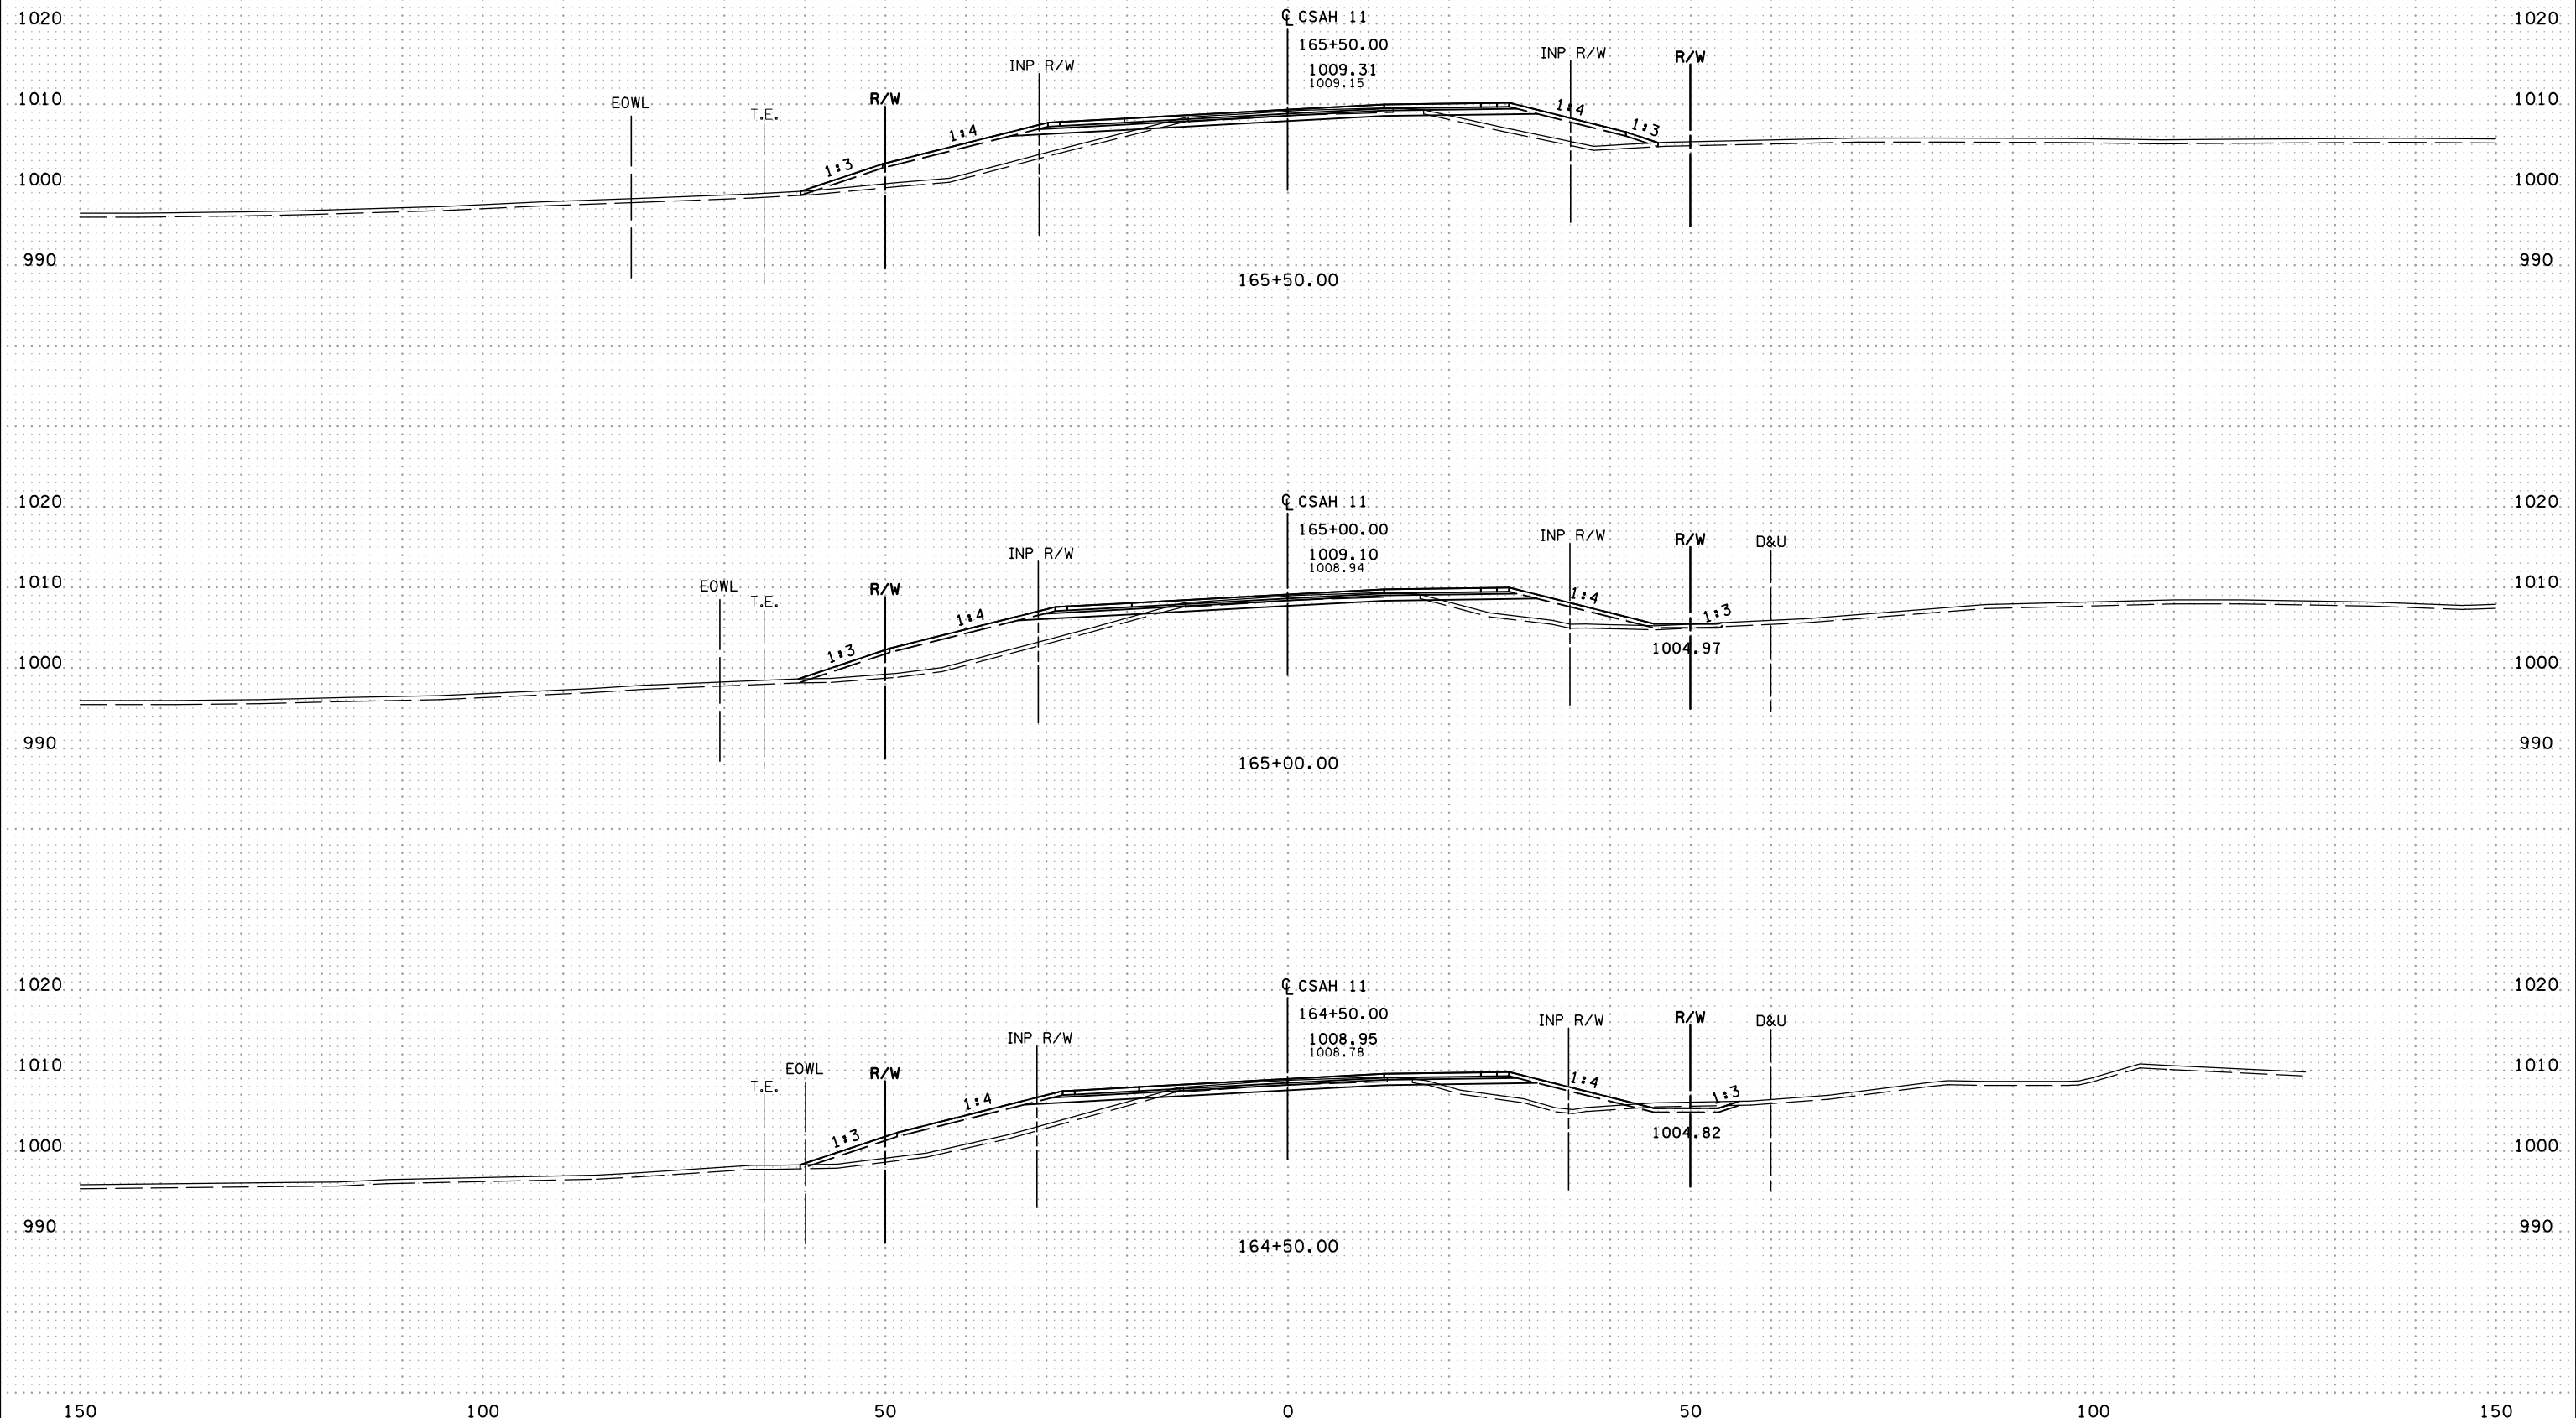 1020
℄ CSAH 11
1020
165+50.00
INP R/W
R/W
INP R/W
1009.31
1009.15
1010
EOWL
T.E.
R/W
1:4
1:4
1:3
1010
1:3
1000
1000
990
990
165+50.00
1020
℄ CSAH 11
1020
165+00.00
INP R/W
R/W
D&U
INP R/W
1009.10
1008.94
1010
EOWL
T.E.
R/W
1:4
1:4
1:3
1010
1:3
1004.97
1000
1000
990
990
165+00.00
1020
℄ CSAH 11
1020
164+50.00
INP R/W
R/W
D&U
INP R/W
1008.95
1008.78
1010
T.E.
EOWL
R/W
1:4
1:4
1:3
1010
1:3
1004.82
1000
1000
990
990
164+50.00
150
100
50
0
50
100
150